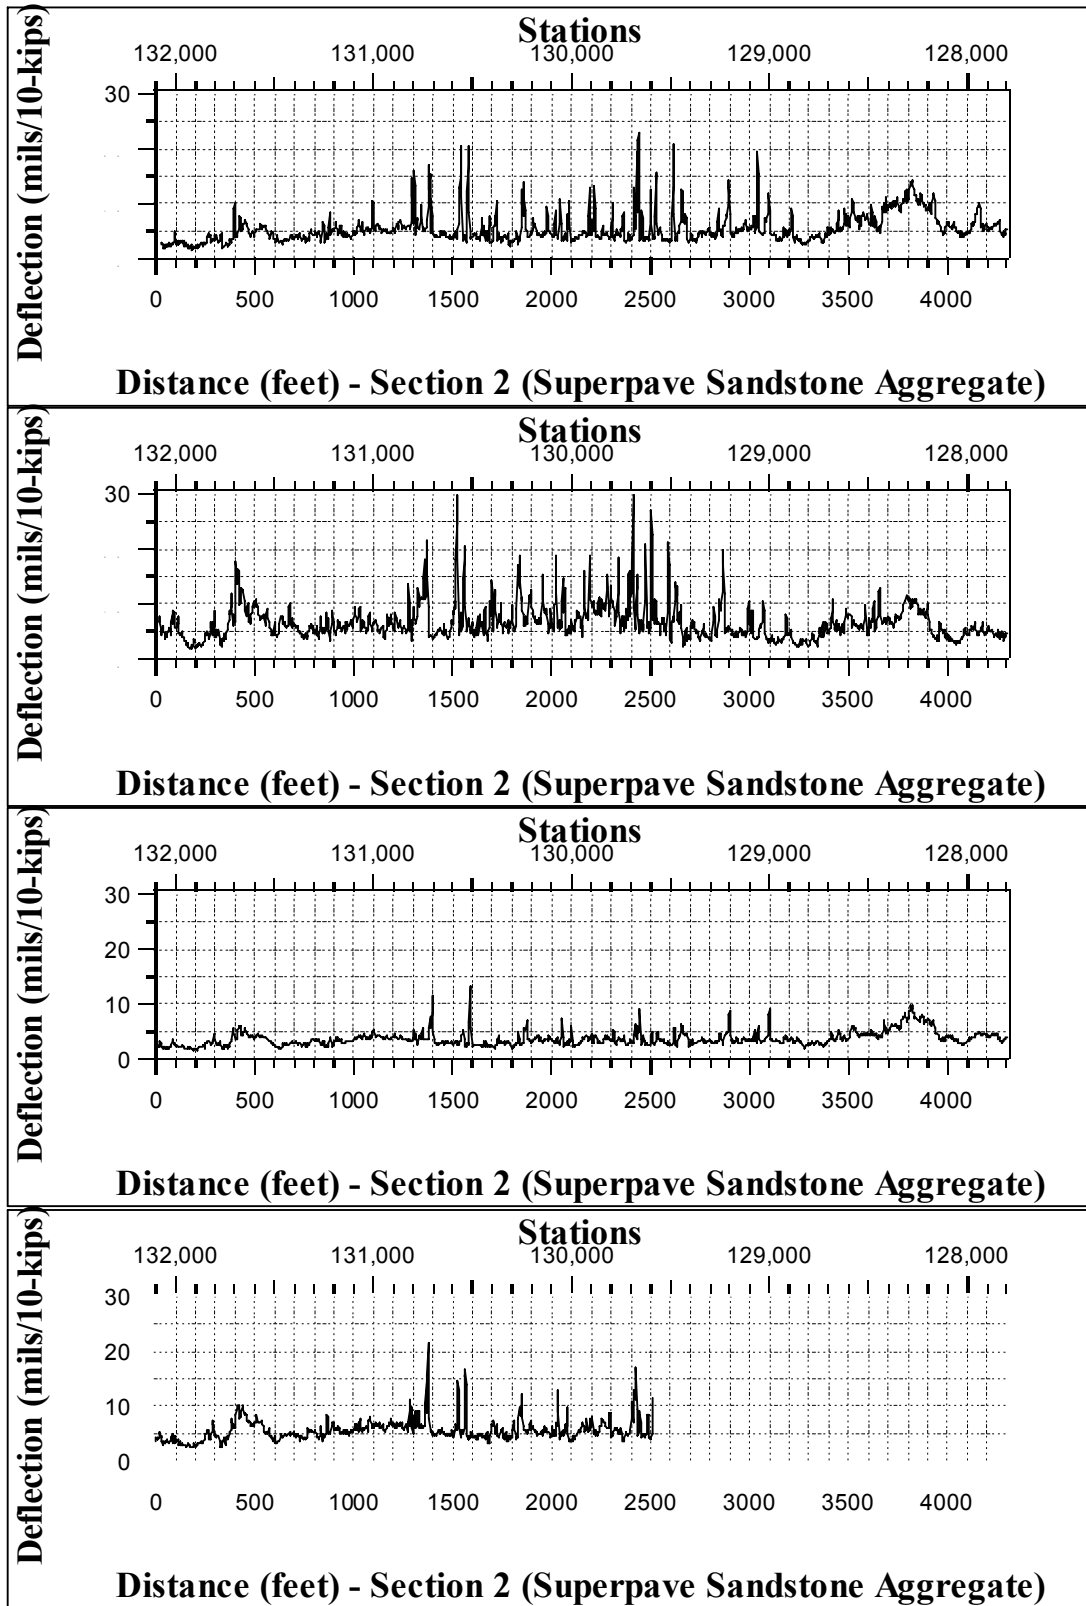 Stations
132,000 131,000 130,000 129,000 128,000
Deflection (mils/10-kips)
30
0 500 1000 1500 2000 2500 3000 3500 4000
Distance (feet) - Section 2 (Superpave Sandstone Aggregate)
Stations
132,000 131,000 130,000 129,000 128,000
Deflection (mils/10-kips)
30
0 500 1000 1500 2000 2500 3000 3500 4000
Distance (feet) - Section 2 (Superpave Sandstone Aggregate)
Stations
132,000 131,000 130,000 129,000 128,000
Deflection (mils/10-kips)
30
20
10
0
0 500 1000 1500 2000 2500 3000 3500 4000
Distance (feet) - Section 2 (Superpave Sandstone Aggregate)
Stations
132,000 131,000 130,000 129,000 128,000
Deflection (mils/10-kips)
30
20
10
0
0 500 1000 1500 2000 2500 3000 3500 4000
Distance (feet) - Section 2 (Superpave Sandstone Aggregate)